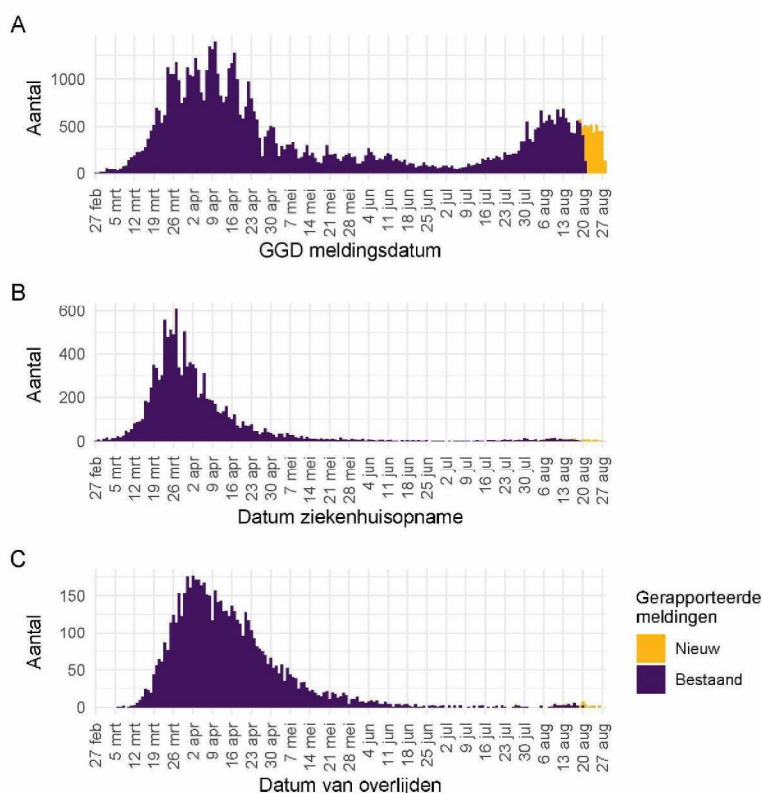 A
Aantal
1000
500
0
27 feb
5 mrt
12 mrt
19 mrt
26 mrt
2 apr
9 apr
16 apr
23 apr
30 apr
7 mei
14 mei
21 mei
28 mei
4 jun
11 jun
18 jun
25 jun
2 jul
9 jul
16 jul
23 jul
30 jul
6 aug
13 aug
20 aug
27 aug
GGD meldingsdatum
B
Aantal
600
400
200
0
27 feb
5 mrt
12 mrt
19 mrt
26 mrt
2 apr
9 apr
16 apr
23 apr
30 apr
7 mei
14 mei
21 mei
28 mei
4 jun
11 jun
18 jun
25 jun
2 jul
9 jul
16 jul
23 jul
30 jul
6 aug
13 aug
20 aug
27 aug
Datum ziekenhuisopname
C
Aantal
150
100
50
0
27 feb
5 mrt
12 mrt
19 mrt
26 mrt
2 apr
9 apr
16 apr
23 apr
30 apr
7 mei
14 mei
21 mei
28 mei
4 jun
11 jun
18 jun
25 jun
2 jul
9 jul
16 jul
23 jul
30 jul
6 aug
13 aug
20 aug
27 aug
Datum van overlijden
Gerapporteerde
meldingen
Nieuw
Bestaand